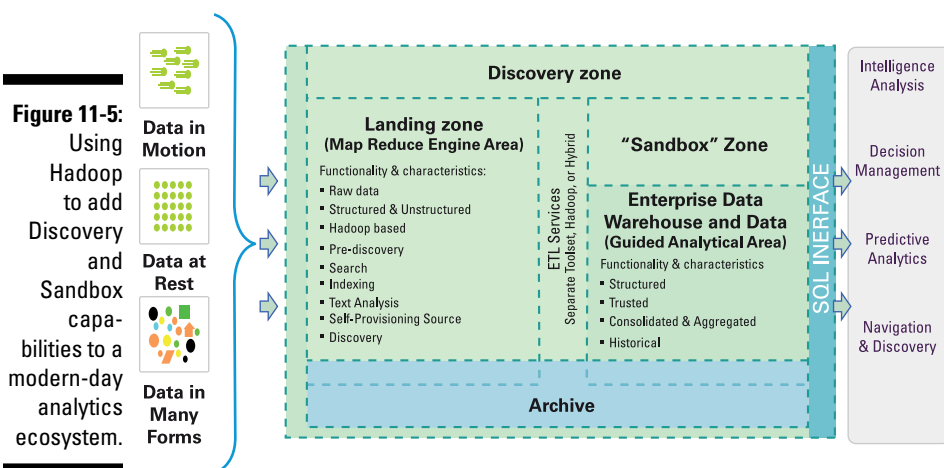 Figure 11-5:
Using
Hadoop
to add
Discovery
and
Sandbox
capa-
bilities to a
modern-day
analytics
ecosystem.
Data in
Motion
Data at
Rest
Data in
Many
Forms
Discovery zone
Landing zone
(Map Reduce Engine Area)
Functionality & characteristics:
▪ Raw data
▪ Structured & Unstructured
▪ Hadoop based
▪ Pre-discovery
▪ Search
▪ Indexing
▪ Text Analysis
▪ Self-Provisioning Source
▪ Discovery
ETL Services
Separate Toolset, Hadoop, or Hybrid
“Sandbox” Zone
Enterprise Data
Warehouse and Data
(Guided Analytical Area)
Functionality & characteristics
▪ Structured
▪ Trusted
▪ Consolidated & Aggregated
▪ Historical
Archive
SQL INERFACE
Intelligence
Analysis
Decision
Management
Predictive
Analytics
Navigation
& Discovery